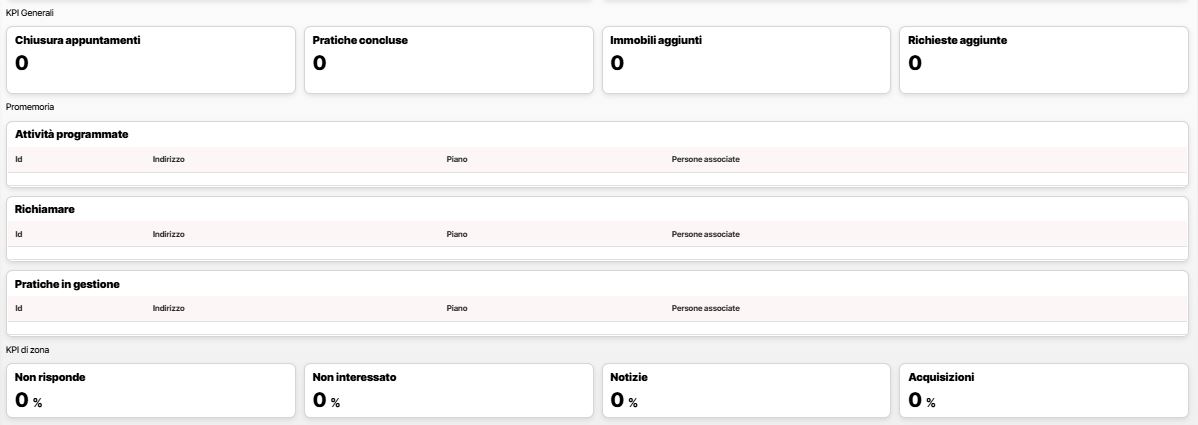 KPI Generali
Chiusura appuntamenti Pratiche concluse Immobili aggiunti Richieste aggiunte
0 0 0 0
Promemoria
Attività programmate
Id Indirizzo Piano Persone associate
Richiamare
Id Indirizzo Piano Persone associate
Pratiche in gestione
Id Indirizzo Piano Persone associate
KPI di zona
Non risponde Non interessato Notizie Acquisizioni
0 % 0 % 0 % 0 %